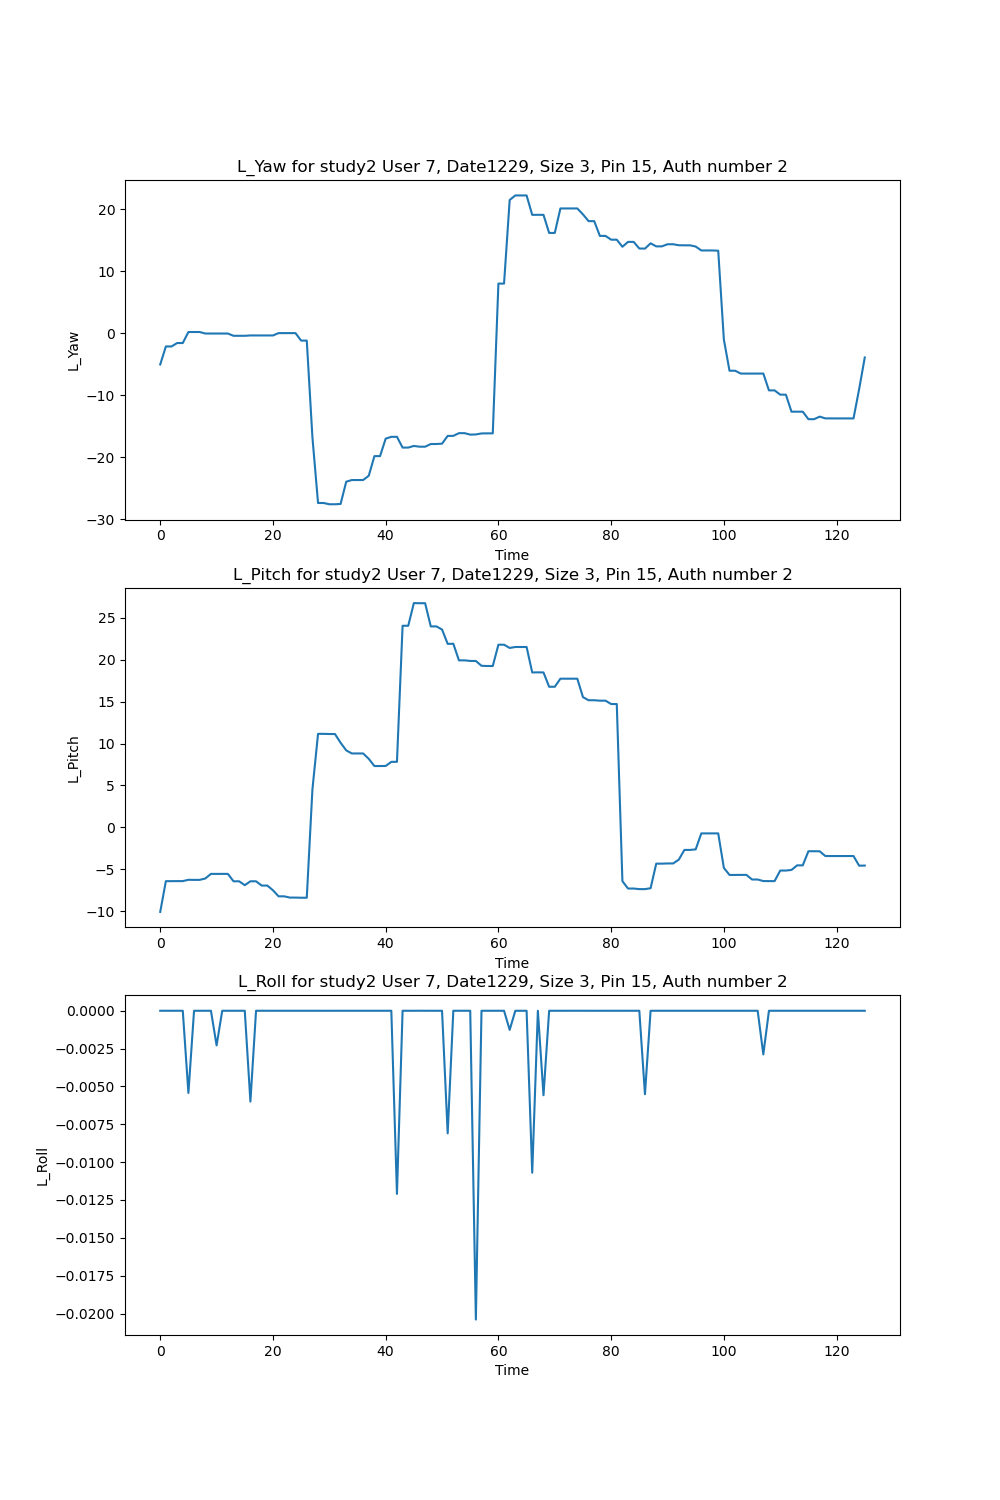 L_Yaw for study2 User 7, Date1229, Size 3, Pin 15, Auth number 2
20
10
0
−10
−20
−30
L_Yaw
0 20 40 60 80 100 120
Time
L_Pitch for study2 User 7, Date1229, Size 3, Pin 15, Auth number 2
25
20
15
10
5
0
−5
−10
L_Pitch
0 20 40 60 80 100 120
Time
L_Roll for study2 User 7, Date1229, Size 3, Pin 15, Auth number 2
0.0000
−0.0025
−0.0050
−0.0075
−0.0100
−0.0125
−0.0150
−0.0175
−0.0200
L_Roll
0 20 40 60 80 100 120
Time